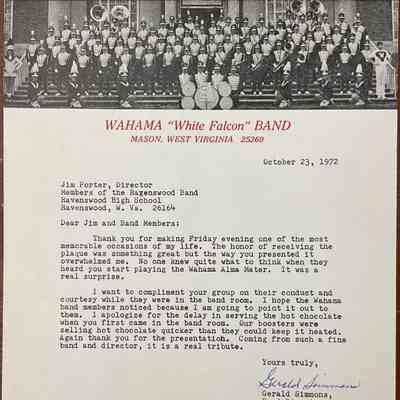 WAHAMA "White Falcon" BAND
MASON, WEST VIRGINIA 25260
October 23, 1972
Jim Porter, Director
Members of the Ravenswood Band
Ravenswood High School
Ravenswood, W. Va. 26164
Dear Jim and Band Members:
Thank you for making Friday evening one of the most
memorable occasions of my life. The honor of receiving the
plaque was something great but the way you presented it
overwhelmed me. No one knew quite what to think when they
heard you start playing the Wahama Alma Mater. It was a
real surprise.
I want to compliment your group on their conduct and
courtesy while they were in the band room. I hope the Wahama
band members noticed because I am going to point it out to
them. I apologize for the delay in serving the hot chocolate
when you first came in the band room. Our boosters were
selling hot chocolate quicker than they could keep it heated.
Again thank you for the presentation. Coming from such a fine
band and director, it is a real tribute.
Yours truly,
Gerald Simmons
Gerald Simmons,